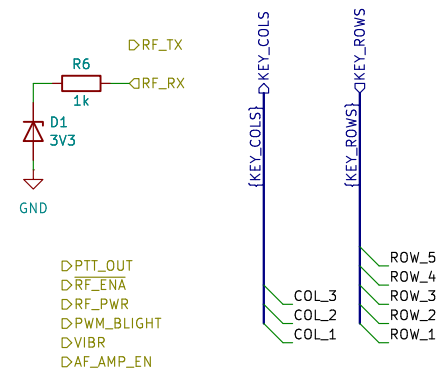 RF_TX
R6
RF_RX
1k
D1
3V3
GND
PTT_OUT
RF_ENA
RF_PWR
PWM_BLIGHT
VIBR
AF_AMP_EN
KEY_COLS
{KEY_COLS}
COL_3
COL_2
COL_1
KEY_ROWS
{KEY_ROWS}
ROW_5
ROW_4
ROW_3
ROW_2
ROW_1